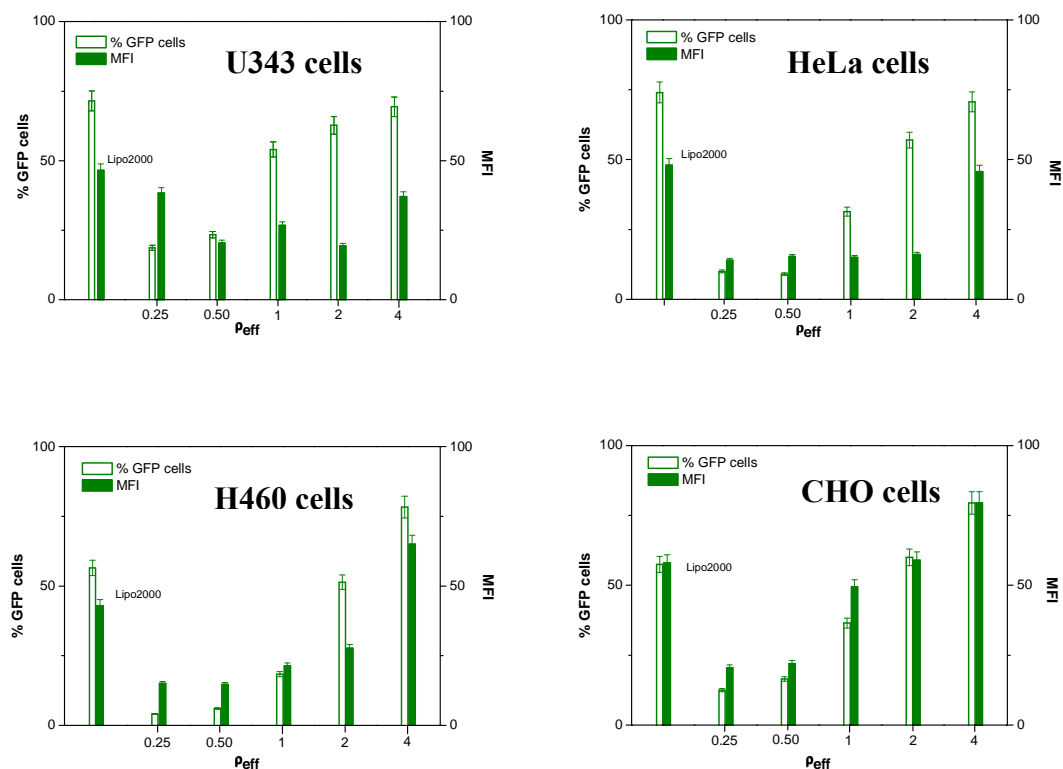 100
100
% GFP cells
MFI
U343 cells
Lipo2000
50
50
% GFP cells
MFI
0
0
0.25
0.50
1
2
4
ρeff
100
100
% GFP cells
MFI
HeLa cells
Lipo2000
50
50
% GFP cells
MFI
0
0
0.25
0.50
1
2
4
ρeff
100
100
% GFP cells
MFI
H460 cells
Lipo2000
50
50
% GFP cells
MFI
0
0
0.25
0.50
1
2
4
ρeff
100
100
% GFP cells
MFI
CHO cells
Lipo2000
50
50
% GFP cells
MFI
0
0
0.25
0.50
1
2
4
ρeff